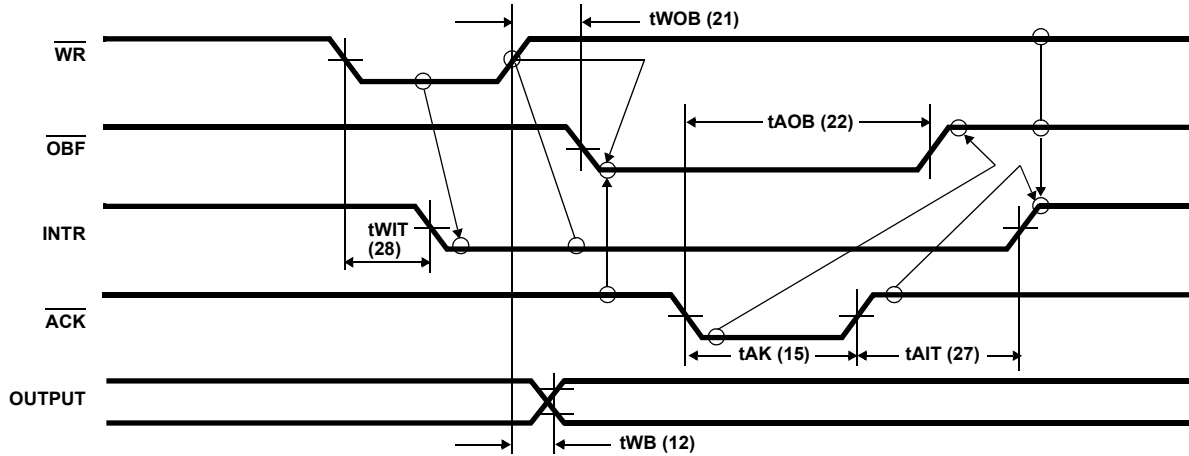 tWOB (21)
WR
tAOB (22)
OBF
tWIT
(28)
INTR
ACK
tAK (15)
tAIT (27)
OUTPUT
tWB (12)